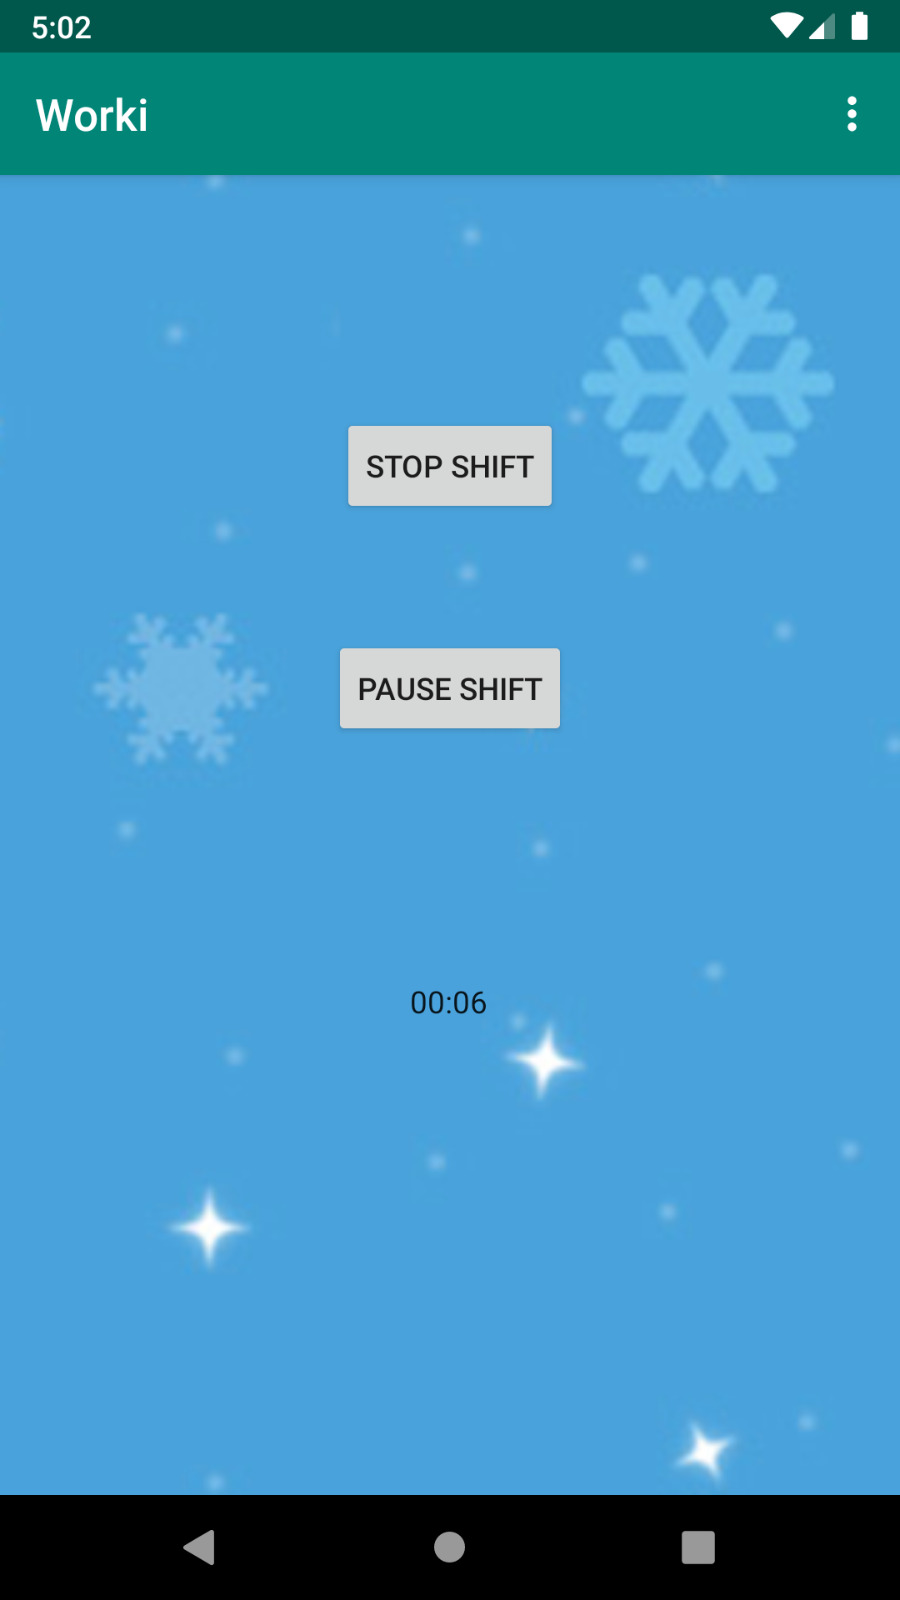 5:02
Worki
STOP SHIFT
PAUSE SHIFT
00:06